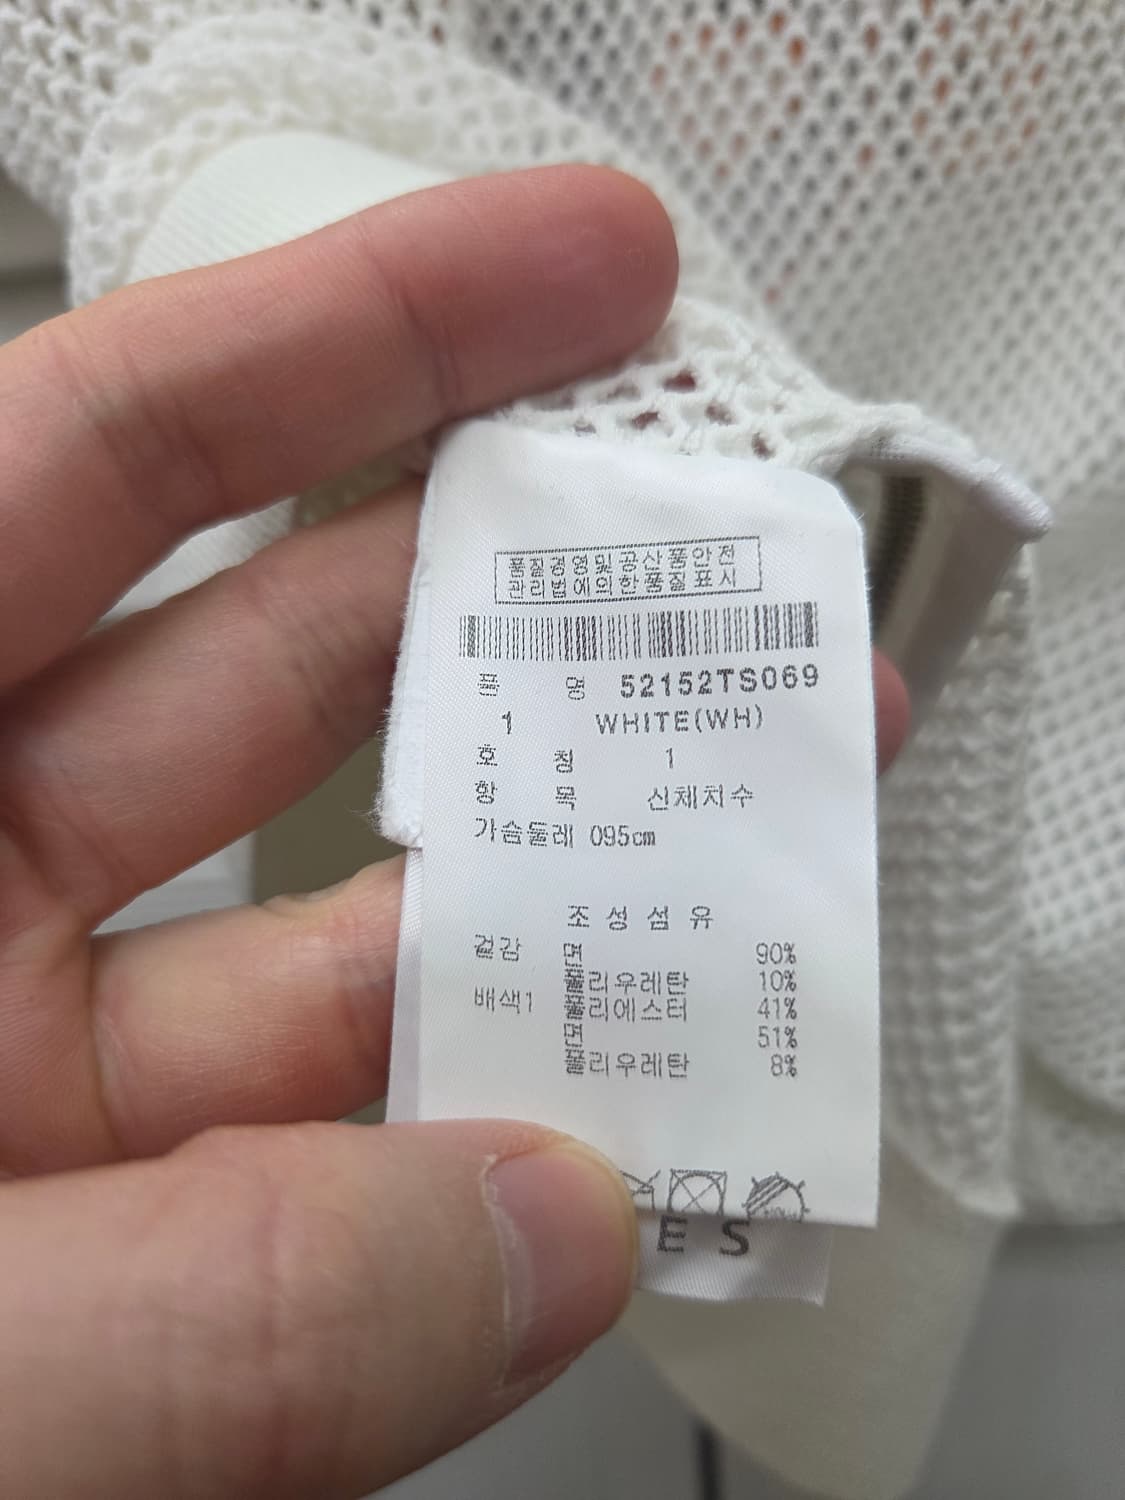 품질경영및공산품안전
관리법에의한품질표시
품 명 52152TS069
1 WHITE(WH)
호 칭 1
항 목 신체치수
가슴둘레 095cm
조성섬유
겉감 면 90%
폴리우레탄 10%
배색1 폴리에스터 41%
면 51%
폴리우레탄 8%
E S